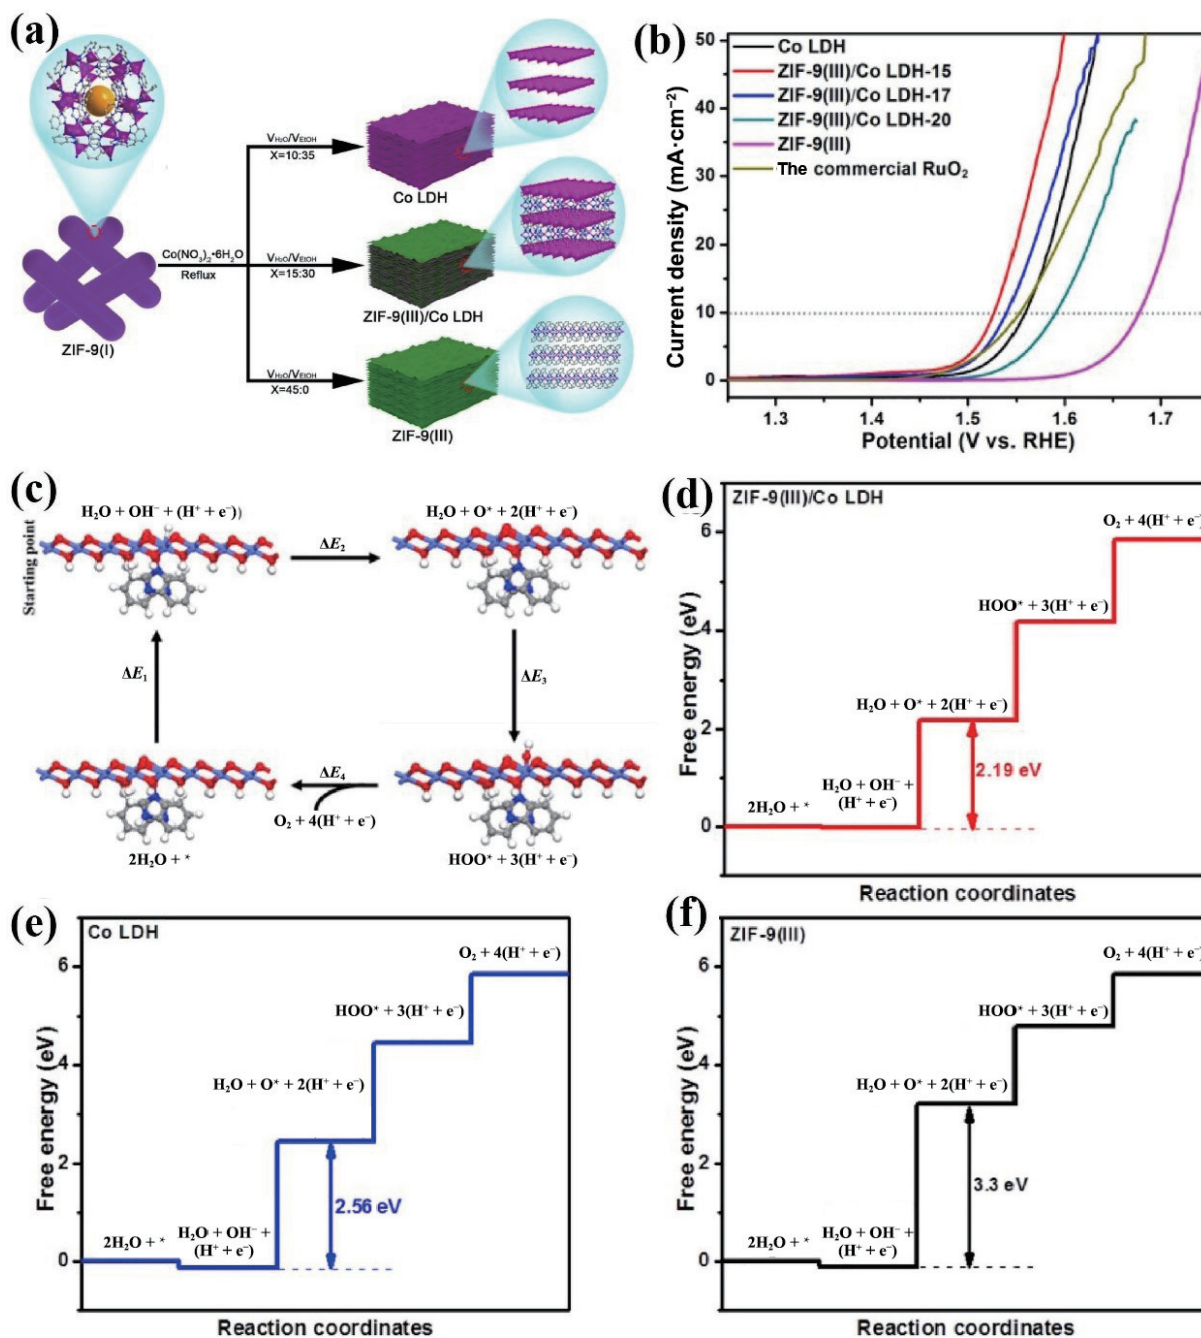 (a)
V_H₂O/V_EtOH
X=10:35
Co LDH
Co(NO₃)₂•6H₂O
Reflux
V_H₂O/V_EtOH
X=15:30
ZIF-9(III)/Co LDH
ZIF-9(I)
V_H₂O/V_EtOH
X=45:0
ZIF-9(III)
(b)
Current density (mA·cm⁻²)
50
40
30
20
10
0
Co LDH
ZIF-9(III)/Co LDH-15
ZIF-9(III)/Co LDH-17
ZIF-9(III)/Co LDH-20
ZIF-9(III)
The commercial RuO₂
1.3 1.4 1.5 1.6 1.7
Potential (V vs. RHE)
(c)
Starting point
H₂O + OH⁻ + (H⁺ + e⁻))
ΔE₂
H₂O + O* + 2(H⁺ + e⁻)
ΔE₁
ΔE₃
ΔE₄
O₂ + 4(H⁺ + e⁻)
2H₂O + *
HOO* + 3(H⁺ + e⁻)
(d)
ZIF-9(III)/Co LDH
Free energy (eV)
6
4
2
0
O₂ + 4(H⁺ + e⁻)
HOO* + 3(H⁺ + e⁻)
H₂O + O* + 2(H⁺ + e⁻)
2.19 eV
2H₂O + *
H₂O + OH⁻ +
(H⁺ + e⁻)
Reaction coordinates
(e)
Co LDH
Free energy (eV)
6
4
2
0
O₂ + 4(H⁺ + e⁻)
HOO* + 3(H⁺ + e⁻)
H₂O + O* + 2(H⁺ + e⁻)
2.56 eV
2H₂O + *
H₂O + OH⁻ +
(H⁺ + e⁻)
Reaction coordinates
(f)
ZIF-9(III)
Free energy (eV)
6
4
2
0
O₂ + 4(H⁺ + e⁻)
HOO* + 3(H⁺ + e⁻)
H₂O + O* + 2(H⁺ + e⁻)
3.3 eV
2H₂O + *
H₂O + OH⁻ +
(H⁺ + e⁻)
Reaction coordinates